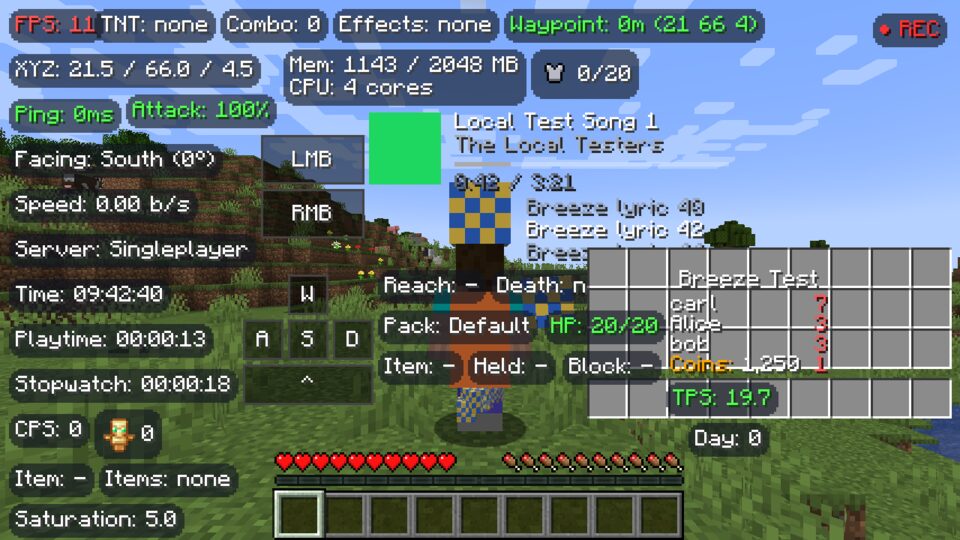 FPS: 11
TNT: none
Combo: 0
Effects: none
Waypoint: 0m (21 66 4)
REC
XYZ: 21.5 / 66.0 / 4.5
Mem: 1143 / 2048 MB
CPU: 4 cores
0/20
Ping: 0ms
Attack: 100%
Local Test Song 1
The Local Testers
0:42 / 3:21
Facing: South (0°)
LMB
Speed: 0.00 b/s
RMB
Breeze lyric 40
Breeze lyric 42
Breeze lyric
Server: Singleplayer
Time: 09:42:40
W
Reach: - Death: n
Breeze Test
carl 7
Alice 3
bob 3
Coins: 1,250 1
Pack: Default
HP: 20/20
Playtime: 00:00:13
A S D
Item: -
Held: -
Block: -
Stopwatch: 00:00:18
^
TPS: 19.7
CPS: 0
0
Day: 0
Item: -
Items: none
Saturation: 5.0